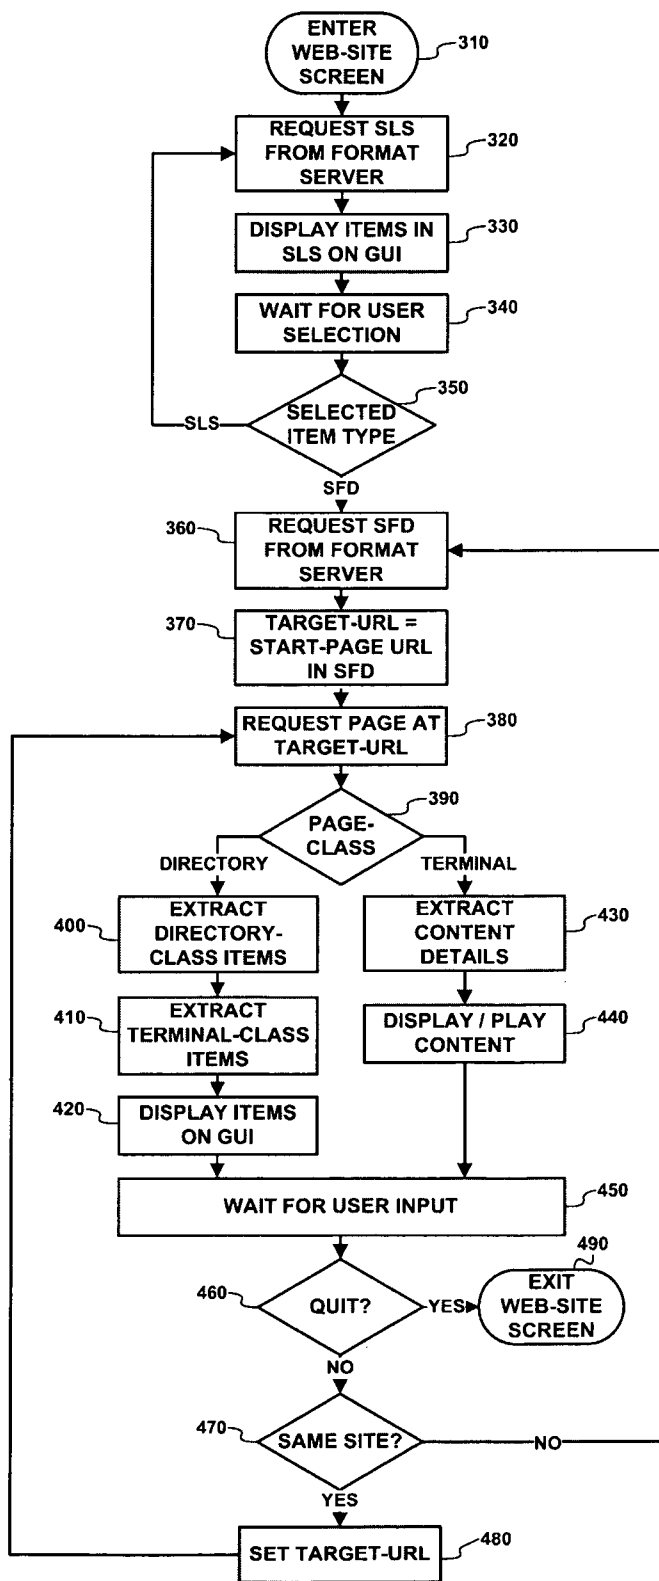 ENTER
WEB-SITE
SCREEN
310
REQUEST SLS
FROM FORMAT
SERVER
320
DISPLAY ITEMS IN
SLS ON GUI
330
WAIT FOR USER
SELECTION
340
350
SELECTED
ITEM TYPE
SLS
SFD
360
REQUEST SFD
FROM FORMAT
SERVER
370
TARGET-URL =
START-PAGE URL
IN SFD
REQUEST PAGE AT
TARGET-URL
380
390
PAGE-
CLASS
DIRECTORY
TERMINAL
400
EXTRACT
DIRECTORY-
CLASS ITEMS
EXTRACT
CONTENT
DETAILS
430
410
EXTRACT
TERMINAL-CLASS
ITEMS
DISPLAY / PLAY
CONTENT
440
420
DISPLAY ITEMS
ON GUI
WAIT FOR USER INPUT
450
460
QUIT?
YES
490
EXIT
WEB-SITE
SCREEN
NO
470
SAME SITE?
NO
YES
SET TARGET-URL
480